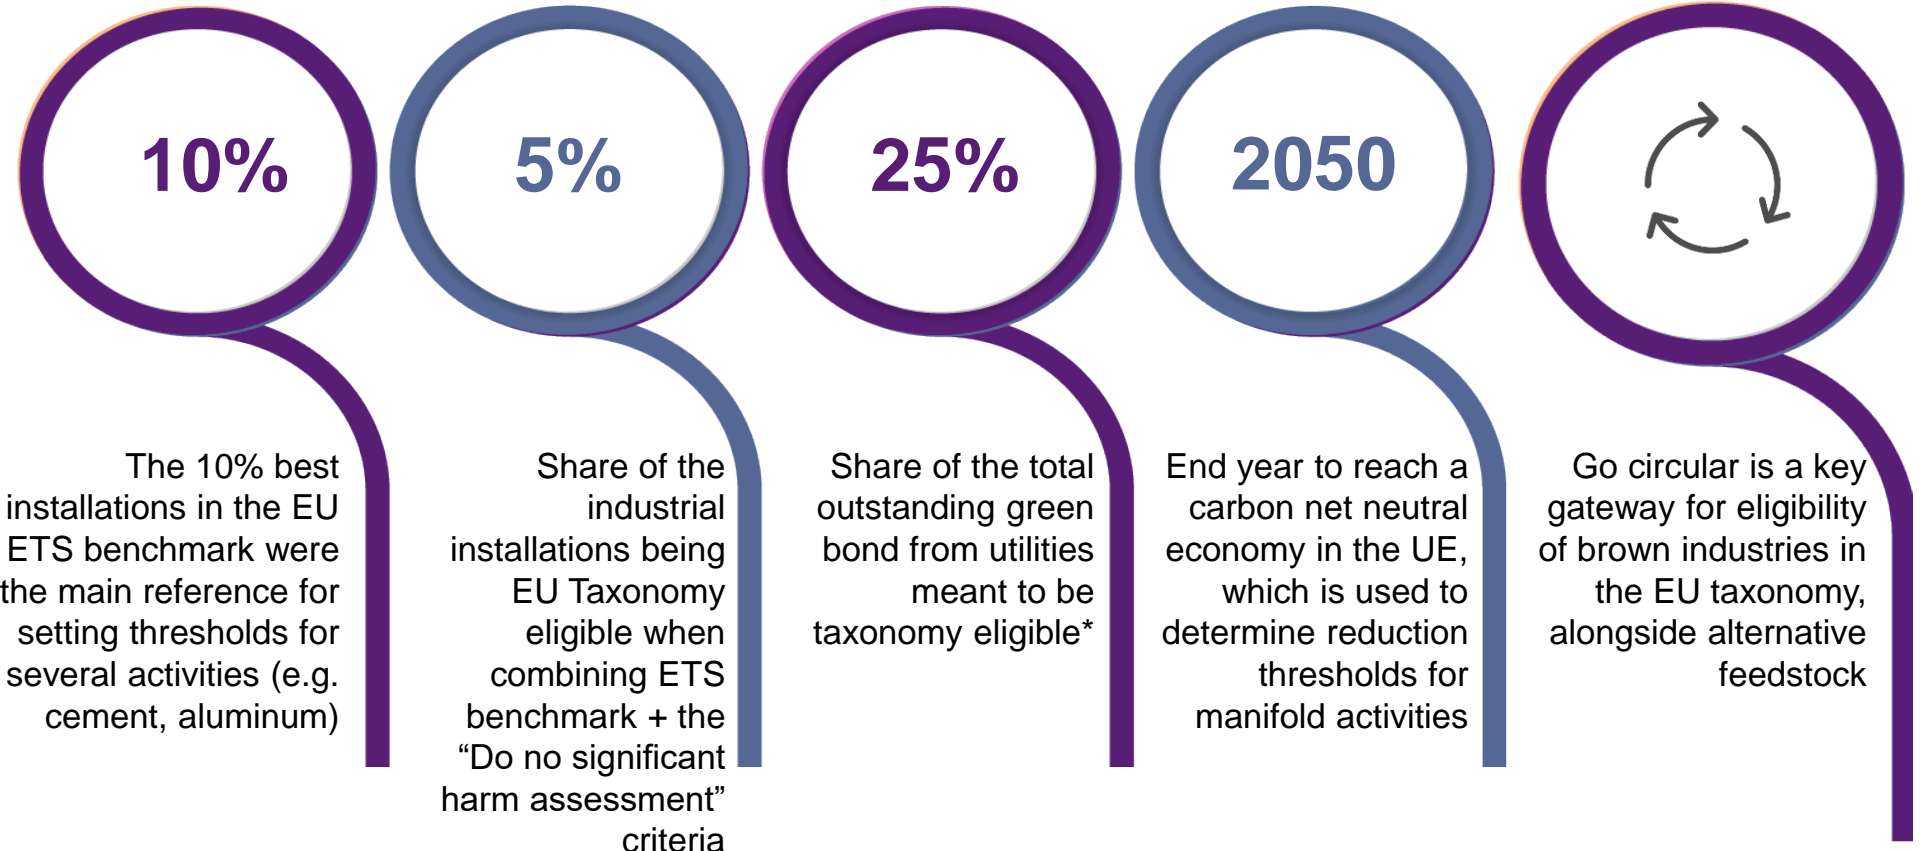 10%
The 10% best
installations in the EU
ETS benchmark were
the main reference for
setting thresholds for
several activities (e.g.
cement, aluminum)
5%
Share of the
industrial
installations being
EU Taxonomy
eligible when
combining ETS
benchmark + the
“Do no significant
harm assessment”
criteria
25%
Share of the total
outstanding green
bond from utilities
meant to be
taxonomy eligible*
2050
End year to reach a
carbon net neutral
economy in the UE,
which is used to
determine reduction
thresholds for
manifold activities
Go circular is a key
gateway for eligibility
of brown industries in
the EU taxonomy,
alongside alternative
feedstock